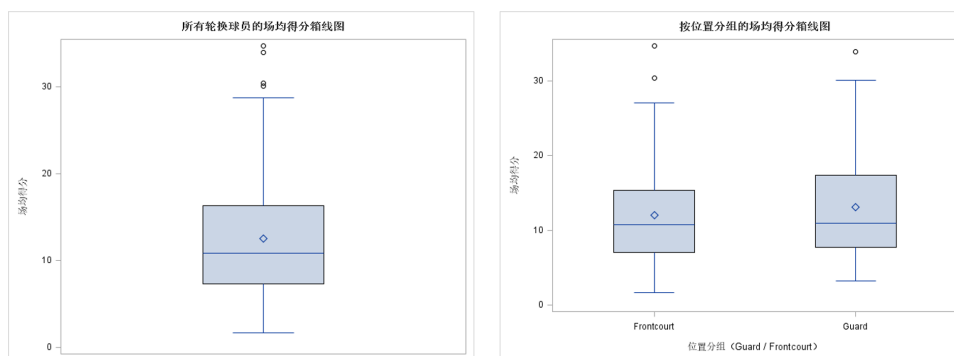 所有轮换球员的场均得分箱线图
30
20
10
0
场均得分
按位置分组的场均得分箱线图
30
20
10
0
场均得分
Frontcourt
Guard
位置分组（Guard / Frontcourt）